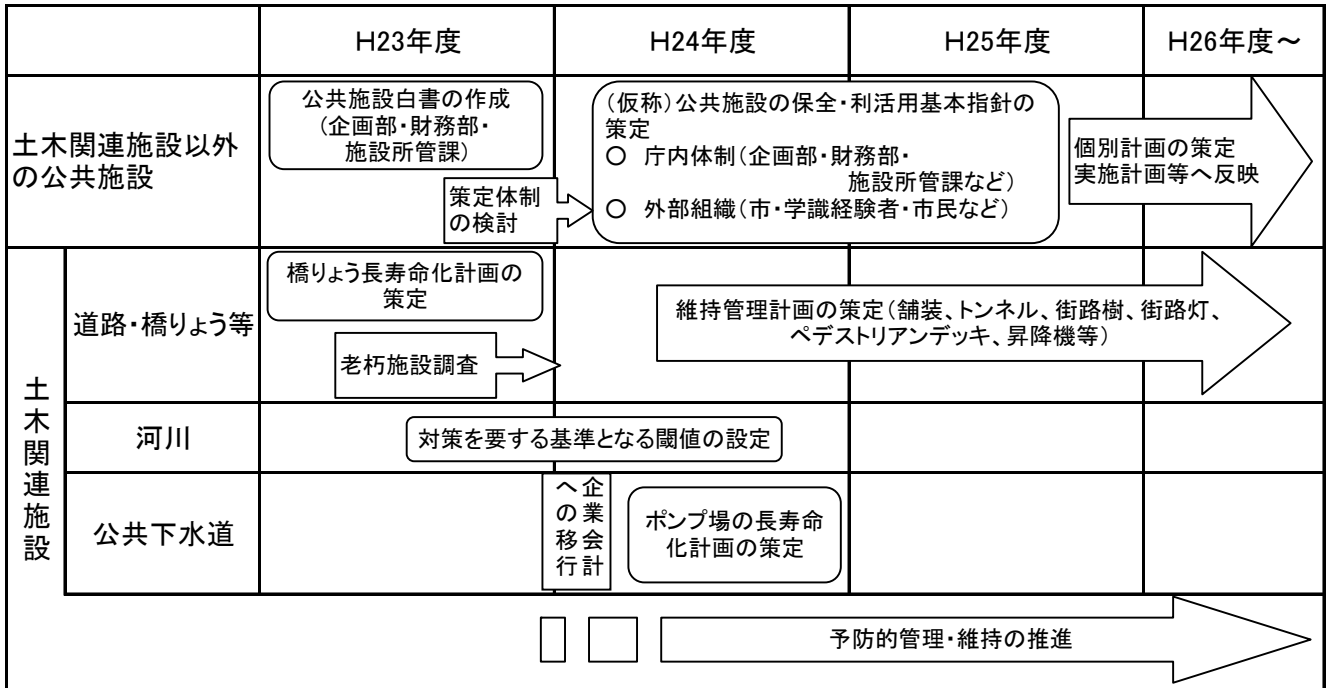 H23年度
H24年度
H25年度
H26年度～
土木関連施設以外
の公共施設
公共施設白書の作成
(企画部・財務部・
施設所管課)
策定体制
の検討
(仮称)公共施設の保全・利活用基本指針の
策定
○ 庁内体制(企画部・財務部・
施設所管課など)
○ 外部組織(市・学識経験者・市民など)
個別計画の策定
実施計画等へ反映
土木関連施設
道路・橋りょう等
橋りょう長寿命化計画の
策定
老朽施設調査
維持管理計画の策定(舗装、トンネル、街路樹、街路灯、
ペデストリアンデッキ、昇降機等)
河川
対策を要する基準となる閾値の設定
公共下水道
企業会計
への移行
ポンプ場の長寿命
化計画の策定
予防的管理・維持の推進